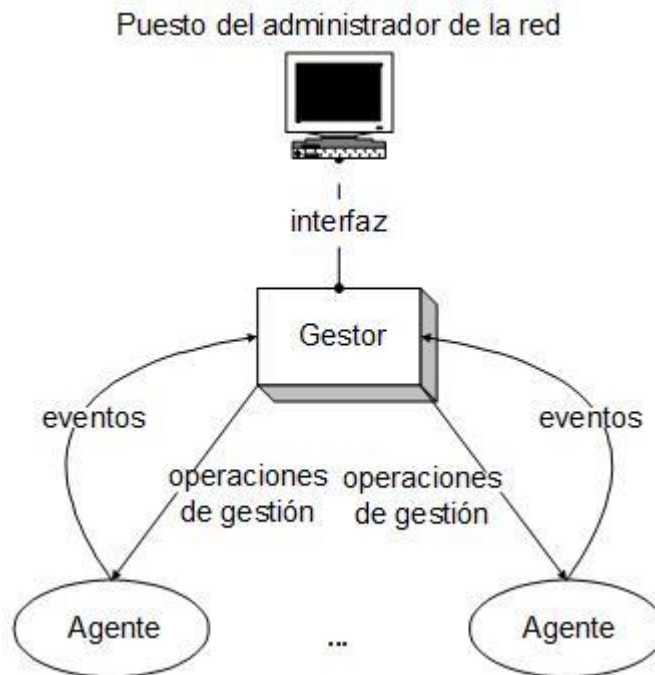 Puesto del administrador de la red
interfaz
Gestor
eventos
eventos
operaciones
de gestión
operaciones
de gestión
Agente
...
Agente